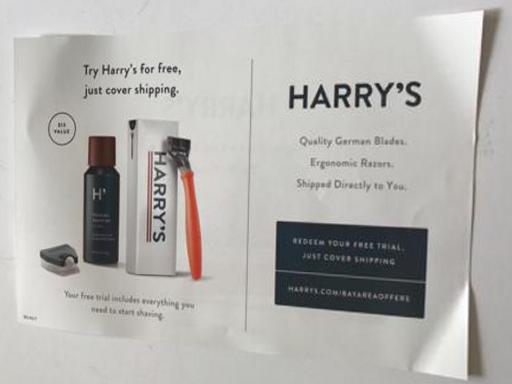 Try Harry's for free,
just cover shipping.
$13
VALUE
H'
HARRY'S
Your free trial includes everything you
need to start shaving.
HARRY'S
Quality German Blades.
Ergonomic Razors.
Shipped Directly to You.
REDEEM YOUR FREE TRIAL,
JUST COVER SHIPPING
HARRYS.COM/BAYAREAOFFERS